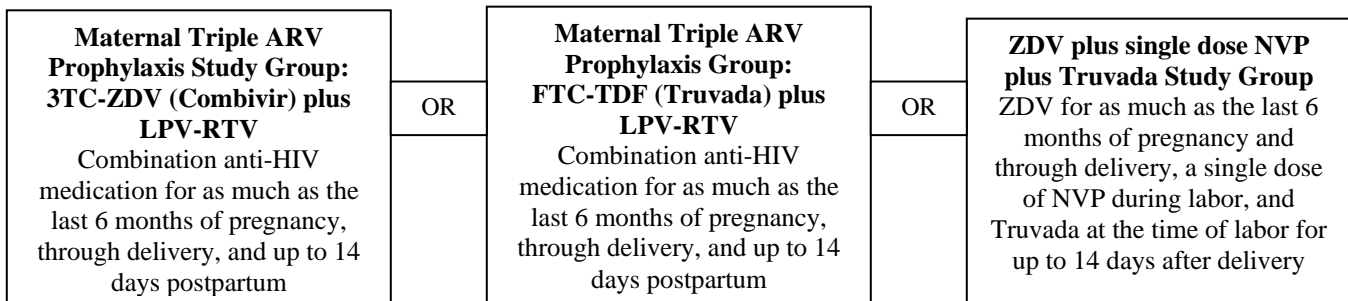 Maternal Triple ARV
Prophylaxis Study Group:
3TC-ZDV (Combivir) plus
LPV-RTV
Combination anti-HIV
medication for as much as the
last 6 months of pregnancy,
through delivery, and up to 14
days postpartum
OR
Maternal Triple ARV
Prophylaxis Group:
FTC-TDF (Truvada) plus
LPV-RTV
Combination anti-HIV
medication for as much as the
last 6 months of pregnancy,
through delivery, and up to 14
days postpartum
OR
ZDV plus single dose NVP
plus Truvada Study Group
ZDV for as much as the last 6
months of pregnancy and
through delivery, a single dose
of NVP during labor, and
Truvada at the time of labor for
up to 14 days after delivery